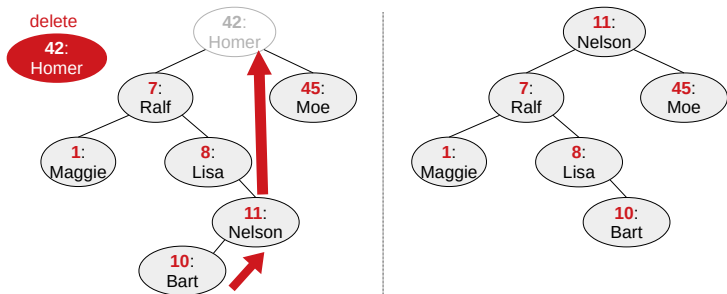 delete
42:
Homer
42:
Homer
7:
Ralf
45:
Moe
1:
Maggie
8:
Lisa
11:
Nelson
10:
Bart
11:
Nelson
7:
Ralf
45:
Moe
1:
Maggie
8:
Lisa
10:
Bart